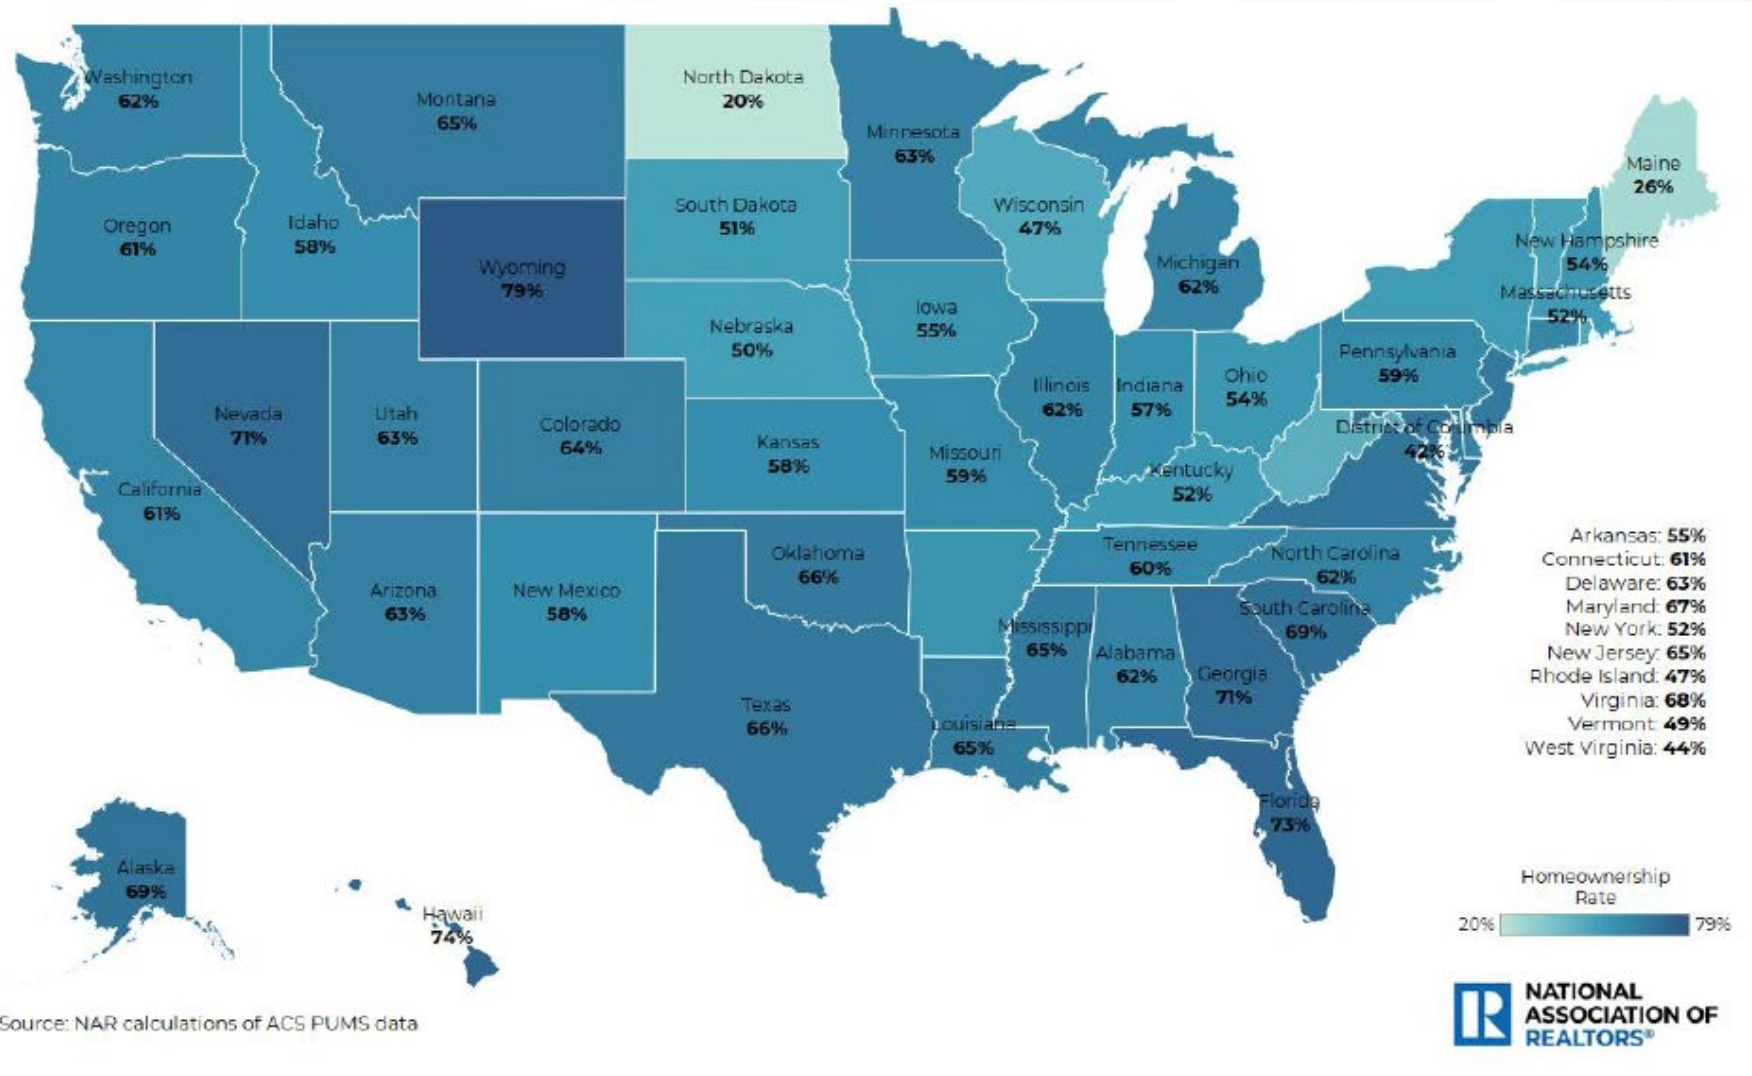 Washington
62%
Montana
65%
North Dakota
20%
Minnesota
63%
Maine
26%
Oregon
61%
Idaho
58%
Wyoming
79%
South Dakota
51%
Wisconsin
47%
Michigan
62%
New Hampshire
54%
Massachusetts
52%
Nebraska
50%
Iowa
55%
Pennsylvania
59%
Nevada
71%
Utah
63%
Colorado
64%
Kansas
58%
Illinois
62%
Indiana
57%
Ohio
54%
District of Columbia
42%
California
61%
Missouri
59%
Kentucky
52%
Arizona
63%
New Mexico
58%
Oklahoma
66%
Tennessee
60%
North Carolina
62%
South Carolina
69%
Mississippi
65%
Alabama
62%
Georgia
71%
Texas
66%
Louisiana
65%
Florida
73%
Alaska
69%
Hawaii
74%
Arkansas: 55%
Connecticut: 61%
Delaware: 63%
Maryland: 67%
New York: 52%
New Jersey: 65%
Rhode Island: 47%
Virginia: 68%
Vermont: 49%
West Virginia: 44%
Homeownership
Rate
20% 79%
Source: NAR calculations of ACS PUMS data
R
NATIONAL
ASSOCIATION OF
REALTORS®